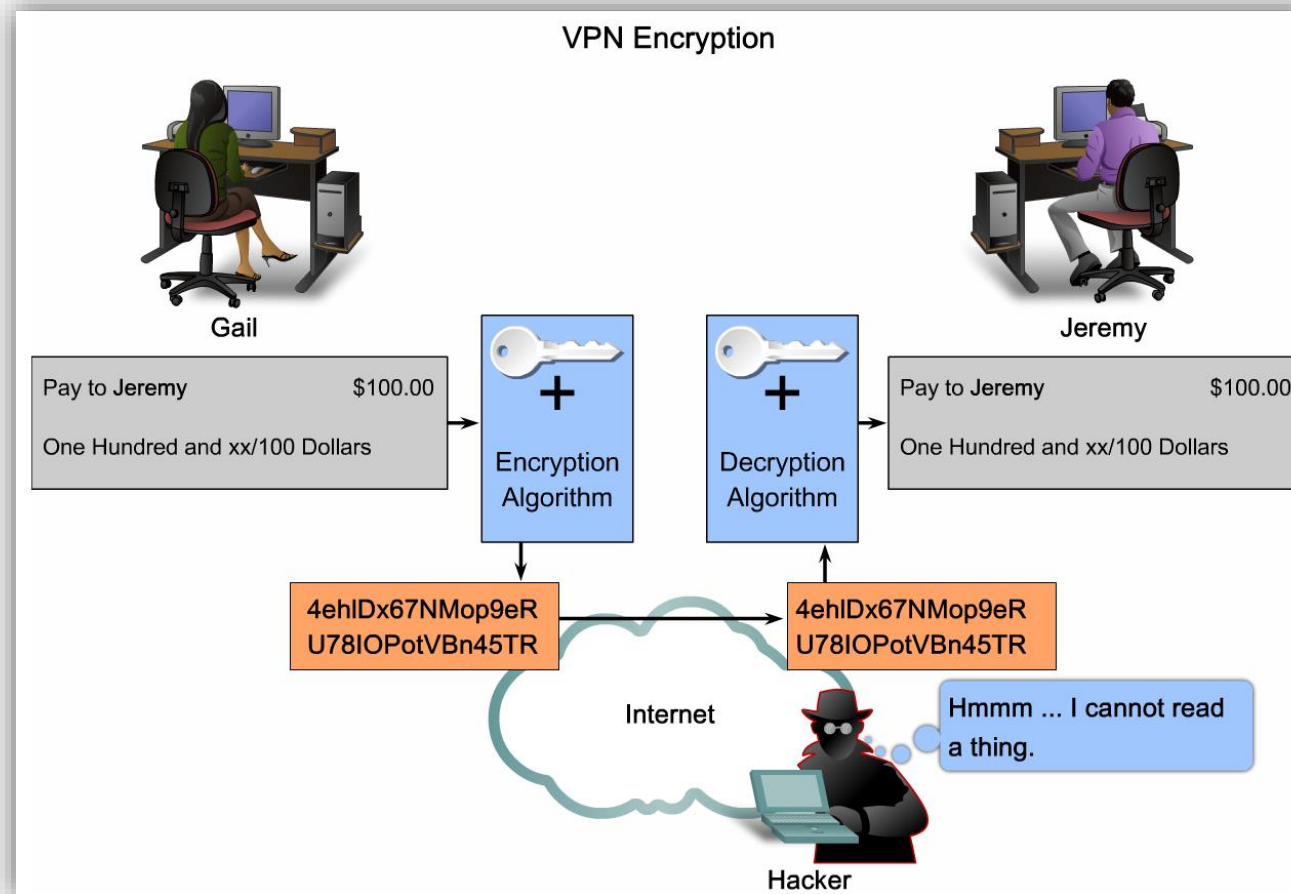 VPN Encryption
Gail
Jeremy
Pay to Jeremy $100.00
One Hundred and xx/100 Dollars
+
Encryption
Algorithm
+
Decryption
Algorithm
Pay to Jeremy $100.00
One Hundred and xx/100 Dollars
4ehIDx67NMop9eR
U78IOPotVBn45TR
4ehIDx67NMop9eR
U78IOPotVBn45TR
Internet
Hmmm ... I cannot read
a thing.
Hacker